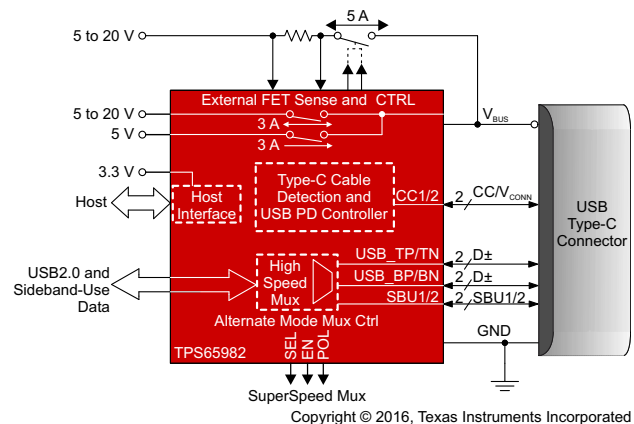 5 A
5 to 20 V
External FET Sense and CTRL
5 to 20 V
3 A
5 V
3 A
VBUS
3.3 V
Host
Host
Interface
Type-C Cable
Detection and
USB PD Controller
CC1/2
2
CC/VCONN
USB
Type-C
Connector
USB2.0 and
Sideband-Use
Data
High
Speed
Mux
USB_TP/TN
2
D±
USB_BP/BN
2
D±
SBU1/2
2
SBU1/2
Alternate Mode Mux Ctrl
GND
TPS65982
SEL
EN
POL
SuperSpeed Mux
Copyright © 2016, Texas Instruments Incorporated